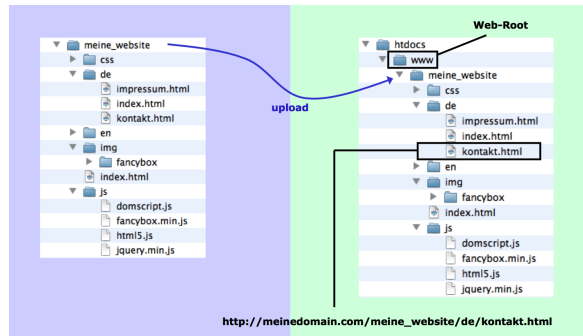 meine_website
css
de
impressum.html
index.html
kontakt.html
en
img
fancybox
index.html
js
domscript.js
fancybox.min.js
html5.js
jquery.min.js
upload
Web-Root
htdocs
www
meine_website
css
de
impressum.html
index.html
kontakt.html
en
img
fancybox
index.html
js
domscript.js
fancybox.min.js
html5.js
jquery.min.js
http://meinedomain.com/meine_website/de/kontakt.html